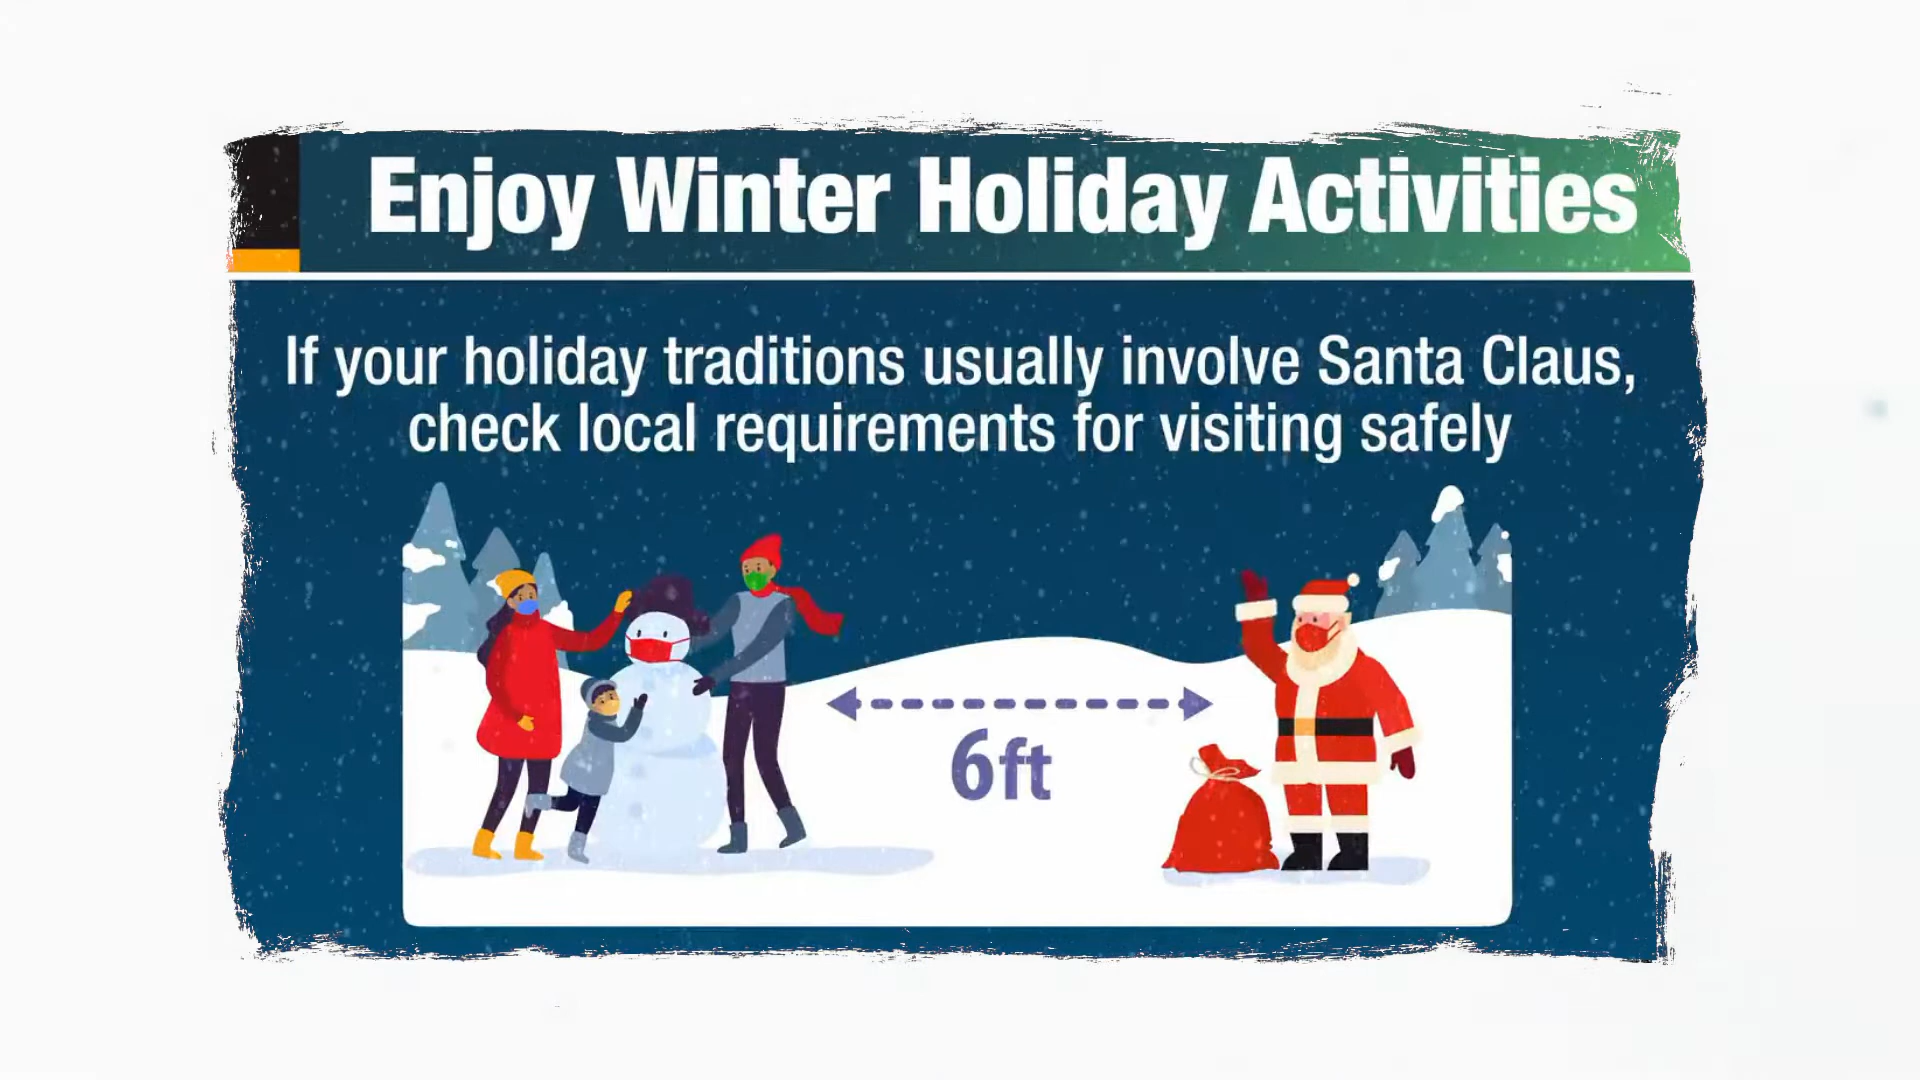 Enjoy Winter Holiday Activities
If your holiday traditions usually involve Santa Claus,
check local requirements for visiting safely
6ft